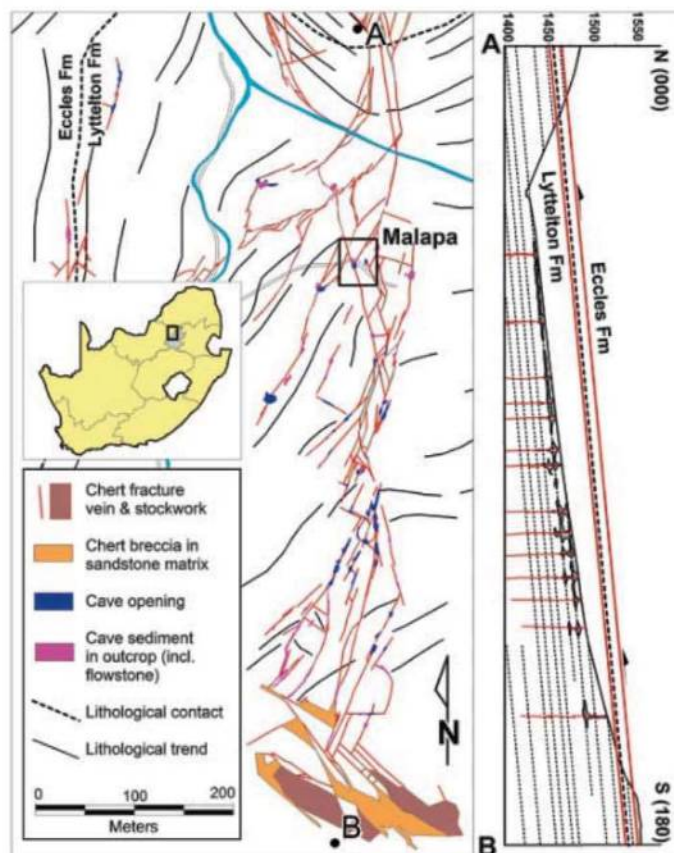 A
Eccles Fm
Lyttelton Fm
Malapa
Chert fracture
vein & stockwork
Chert breccia in
sandstone matrix
Cave opening
Cave sediment
in outcrop (incl.
flowstone)
Lithological contact
Lithological trend
0 100 200
Meters
N
B
A
1400
1450
1500
1550
N (000)
Lyttelton Fm
Eccles Fm
S (180)
B